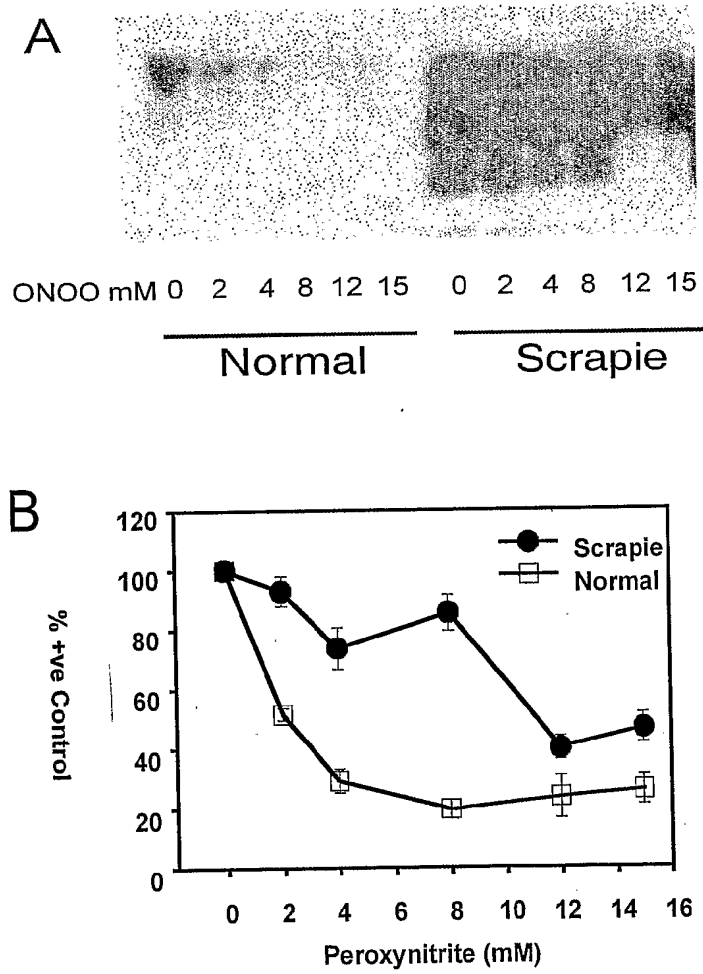 A
ONOO mM 0 2 4 8 12 15 0 2 4 8 12 15
Normal Scrapie
B
120
100
80
60
40
20
0
% +ve Control
Scrapie
Normal
0 2 4 6 8 10 12 14 16
Peroxynitrite (mM)